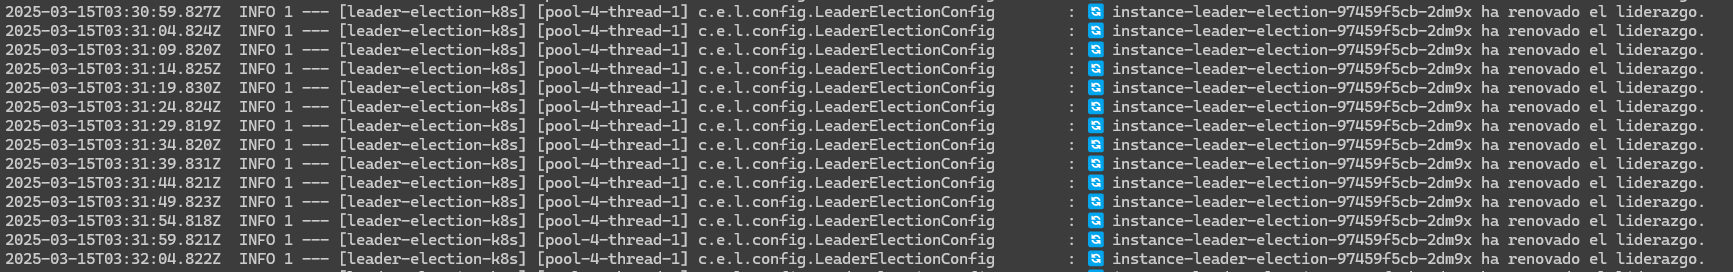 2025-03-15T03:30:59.827Z  INFO 1 --- [leader-election-k8s] [pool-4-thread-1] c.e.l.config.LeaderElectionConfig        : 🔄 instance-leader-election-97459f5cb-2dm9x ha renovado el liderazgo.
2025-03-15T03:31:04.824Z  INFO 1 --- [leader-election-k8s] [pool-4-thread-1] c.e.l.config.LeaderElectionConfig        : 🔄 instance-leader-election-97459f5cb-2dm9x ha renovado el liderazgo.
2025-03-15T03:31:09.820Z  INFO 1 --- [leader-election-k8s] [pool-4-thread-1] c.e.l.config.LeaderElectionConfig        : 🔄 instance-leader-election-97459f5cb-2dm9x ha renovado el liderazgo.
2025-03-15T03:31:14.825Z  INFO 1 --- [leader-election-k8s] [pool-4-thread-1] c.e.l.config.LeaderElectionConfig        : 🔄 instance-leader-election-97459f5cb-2dm9x ha renovado el liderazgo.
2025-03-15T03:31:19.830Z  INFO 1 --- [leader-election-k8s] [pool-4-thread-1] c.e.l.config.LeaderElectionConfig        : 🔄 instance-leader-election-97459f5cb-2dm9x ha renovado el liderazgo.
2025-03-15T03:31:24.824Z  INFO 1 --- [leader-election-k8s] [pool-4-thread-1] c.e.l.config.LeaderElectionConfig        : 🔄 instance-leader-election-97459f5cb-2dm9x ha renovado el liderazgo.
2025-03-15T03:31:29.819Z  INFO 1 --- [leader-election-k8s] [pool-4-thread-1] c.e.l.config.LeaderElectionConfig        : 🔄 instance-leader-election-97459f5cb-2dm9x ha renovado el liderazgo.
2025-03-15T03:31:34.820Z  INFO 1 --- [leader-election-k8s] [pool-4-thread-1] c.e.l.config.LeaderElectionConfig        : 🔄 instance-leader-election-97459f5cb-2dm9x ha renovado el liderazgo.
2025-03-15T03:31:39.831Z  INFO 1 --- [leader-election-k8s] [pool-4-thread-1] c.e.l.config.LeaderElectionConfig        : 🔄 instance-leader-election-97459f5cb-2dm9x ha renovado el liderazgo.
2025-03-15T03:31:44.821Z  INFO 1 --- [leader-election-k8s] [pool-4-thread-1] c.e.l.config.LeaderElectionConfig        : 🔄 instance-leader-election-97459f5cb-2dm9x ha renovado el liderazgo.
2025-03-15T03:31:49.823Z  INFO 1 --- [leader-election-k8s] [pool-4-thread-1] c.e.l.config.LeaderElectionConfig        : 🔄 instance-leader-election-97459f5cb-2dm9x ha renovado el liderazgo.
2025-03-15T03:31:54.818Z  INFO 1 --- [leader-election-k8s] [pool-4-thread-1] c.e.l.config.LeaderElectionConfig        : 🔄 instance-leader-election-97459f5cb-2dm9x ha renovado el liderazgo.
2025-03-15T03:31:59.821Z  INFO 1 --- [leader-election-k8s] [pool-4-thread-1] c.e.l.config.LeaderElectionConfig        : 🔄 instance-leader-election-97459f5cb-2dm9x ha renovado el liderazgo.
2025-03-15T03:32:04.822Z  INFO 1 --- [leader-election-k8s] [pool-4-thread-1] c.e.l.config.LeaderElectionConfig        : 🔄 instance-leader-election-97459f5cb-2dm9x ha renovado el liderazgo.